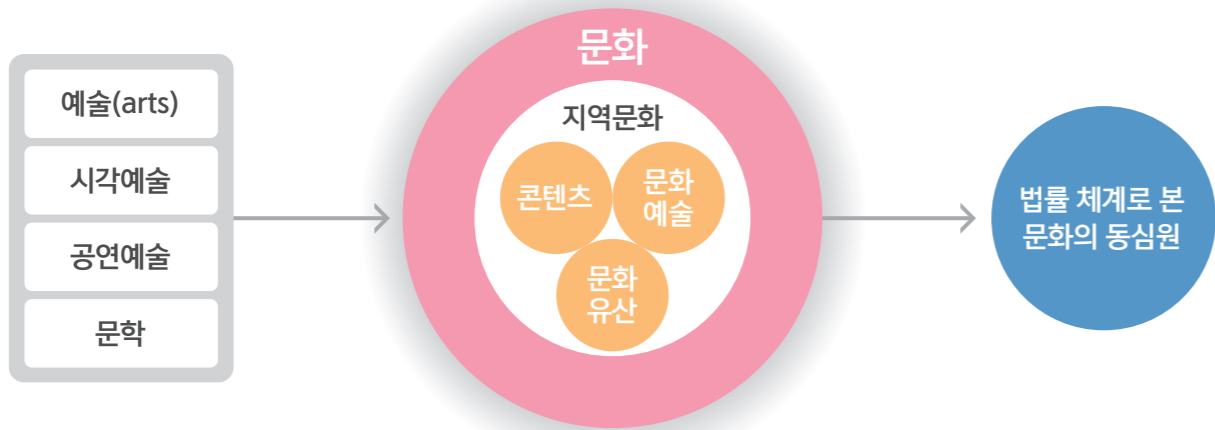 예술(arts)
시각예술
공연예술
문학
문화
지역문화
콘텐츠
문화
예술
문화
유산
법률 체계로 본
문화의 동심원